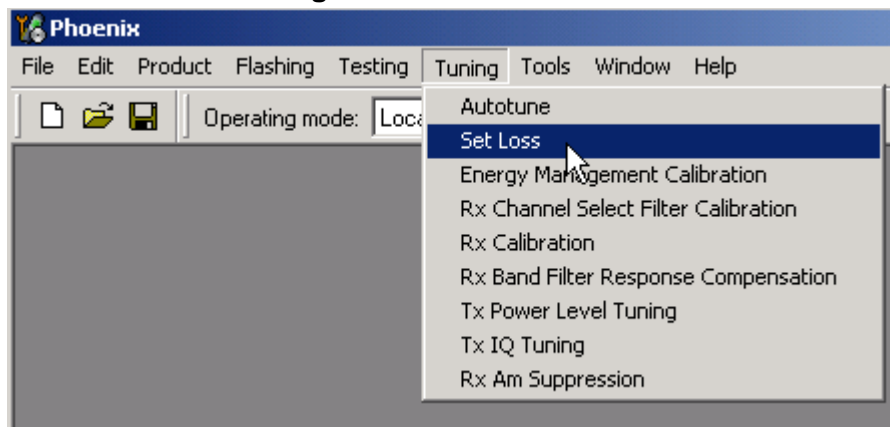 Phoenix
File Edit Product Flashing Testing Tuning Tools Window Help
Operating mode: Loca
Autotune
Set Loss
Energy Management Calibration
Rx Channel Select Filter Calibration
Rx Calibration
Rx Band Filter Response Compensation
Tx Power Level Tuning
Tx IQ Tuning
Rx Am Suppression